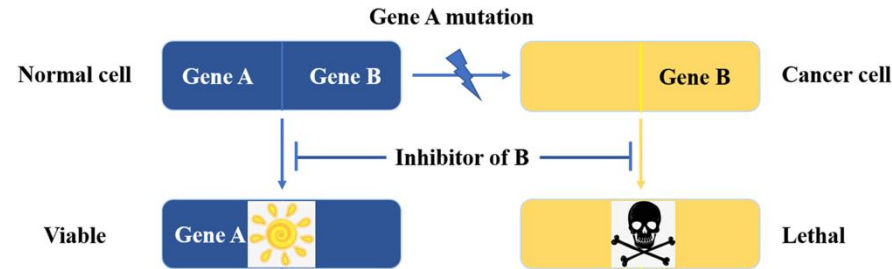 Gene A mutation
Normal cell Gene A Gene B Gene B Cancer cell
Inhibitor of B
Viable Gene A Lethal